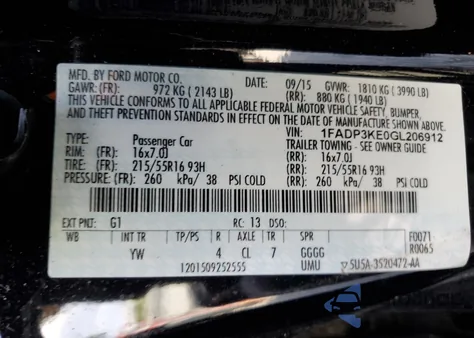 MFD. BY FORD MOTOR CO.
DATE: 09/15 GVWR: 1810 KG ( 3990 LB)
GAWR: (FR): 972 KG ( 2143 LB) (RR): 880 KG ( 1940 LB)
THIS VEHICLE CONFORMS TO ALL APPLICABLE FEDERAL MOTOR VEHICLE SAFETY, BUMPER,
AND THEFT PREVENTION STANDARDS IN EFFECT ON THE DATE OF MANUFACTURE SHOWN ABOVE.
VIN: 1FADP3KE0GL206912
Type: Passenger Car TRAILER TOWING - SEE OWNER GUIDE
RIM: (FR): 16x7.0J (RR): 16x7.0J
TIRE: (FR): 215/55R16 93H (RR): 215/55R16 93H
PRESSURE: (FR): 260 kPa/ 38 PSI COLD (RR): 260 kPa/ 38 PSI COLD
EXT PNT: G1 RC: 13 DSO:
WB INT TR TP/PS R AXLE TR SPR F0071
R0065
YW 4 CL 7 GGGG
1201509252555 UMU 5U5A-3520472-AA